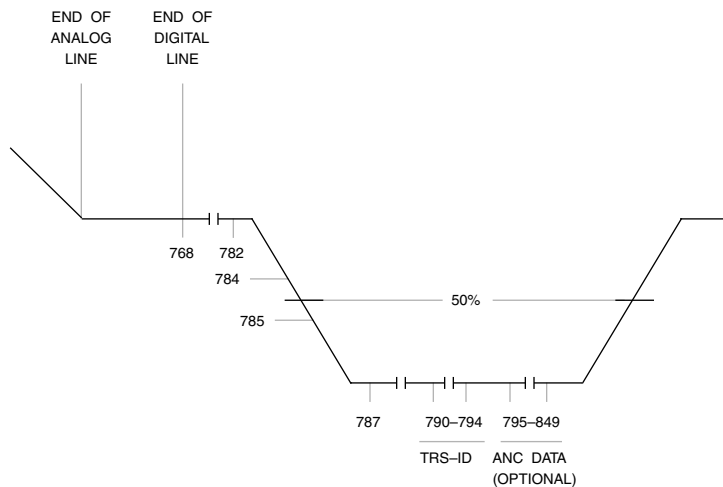 END OF
ANALOG
LINE
END OF
DIGITAL
LINE
768
782
784
785
50%
787
790–794
795–849
TRS–ID
ANC DATA
(OPTIONAL)